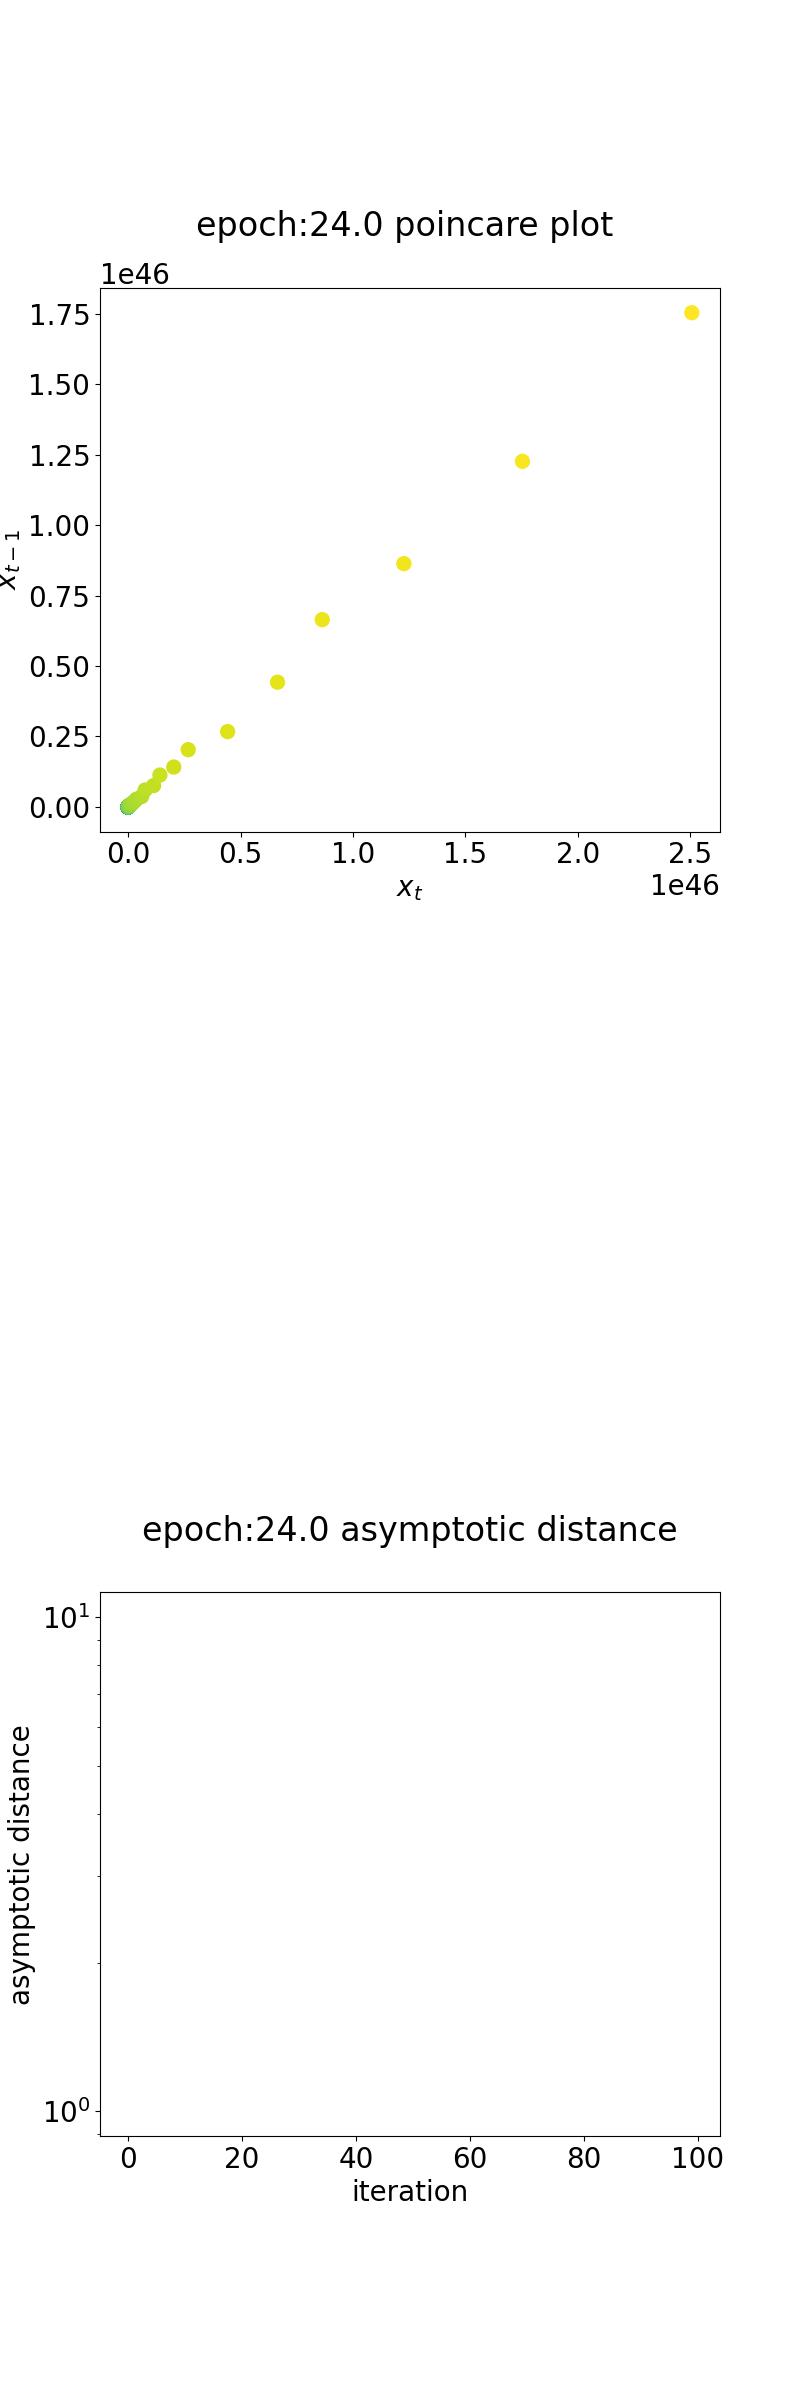 epoch:24.0 poincare plot
1e46
1.75
1.50
1.25
1.00
0.75
0.50
0.25
0.00
x_{t-1}
0.0 0.5 1.0 1.5 2.0 2.5
x_t
1e46
epoch:24.0 asymptotic distance
10^1
10^0
asymptotic distance
0 20 40 60 80 100
iteration